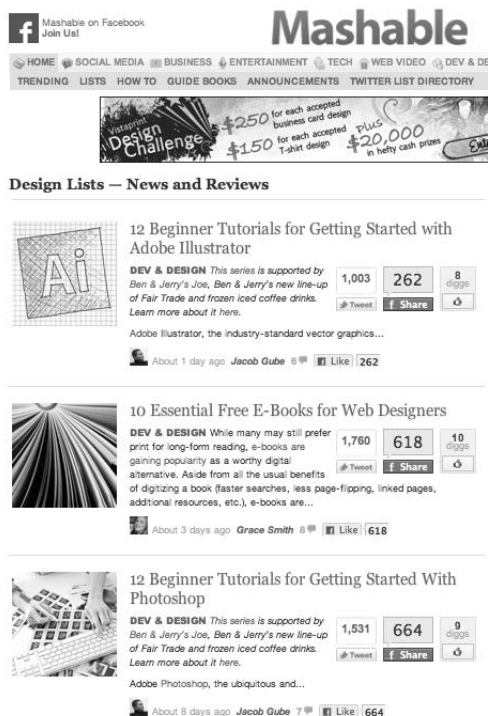 Mashable on Facebook
Join Us!
Mashable
HOME SOCIAL MEDIA BUSINESS ENTERTAINMENT TECH WEB VIDEO DEV & DE
TRENDING LISTS HOW TO GUIDE BOOKS ANNOUNCEMENTS TWITTER LIST DIRECTORY
Vistaprint
Design
Challenge
$250 for each accepted
business card design
$150 for each accepted
T-shirt design
PLUS
$20,000
in hefty cash prizes
Design Lists — News and Reviews
Ai
12 Beginner Tutorials for Getting Started with
Adobe Illustrator
DEV & DESIGN This series is supported by
Ben & Jerry's Joe, Ben & Jerry's new line-up
of Fair Trade and frozen iced coffee drinks.
Learn more about it here.
1,003 262 8
diggs
Tweet f Share
Adobe Illustrator, the industry-standard vector graphics...
About 1 day ago Jacob Gube 6 Like 262
10 Essential Free E-Books for Web Designers
DEV & DESIGN While many may still prefer
print for long-form reading, e-books are
gaining popularity as a worthy digital
alternative. Aside from all the usual benefits
of digitizing a book (faster searches, less page-flipping, linked pages,
additional resources, etc.), e-books are...
1,760 618 10
diggs
Tweet f Share
About 3 days ago Grace Smith 8 Like 618
12 Beginner Tutorials for Getting Started With
Photoshop
DEV & DESIGN This series is supported by
Ben & Jerry's Joe, Ben & Jerry's new line-up
of Fair Trade and frozen iced coffee drinks.
Learn more about it here.
1,531 664 9
diggs
Tweet f Share
Adobe Photoshop, the ubiquitous and...
About 8 days ago Jacob Gube 7 Like 664